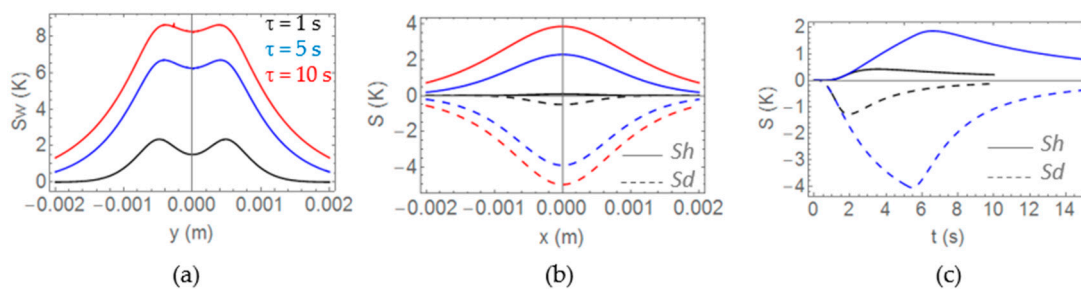 Sw (K)
8
6
4
2
0
τ = 1 s
τ = 5 s
τ = 10 s
−0.002 −0.001 0.000 0.001 0.002
y (m)
(a)
S (K)
4
2
0
−2
−4
Sh
Sd
−0.002 −0.001 0.000 0.001 0.002
x (m)
(b)
S (K)
2
1
0
−1
−2
−3
−4
Sh
Sd
0 2 4 6 8 10 12 14
t (s)
(c)